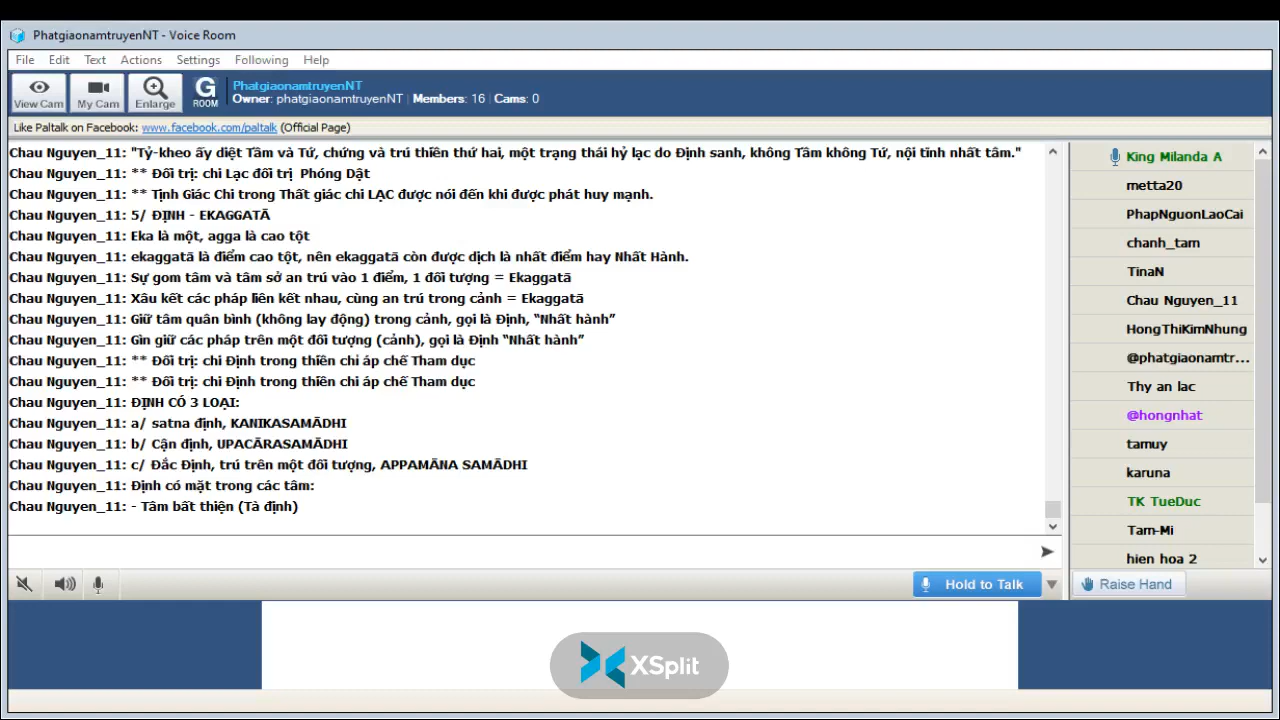 PhatgiaonamtruyenNT - Voice Room
File Edit Text Actions Settings Following Help
View Cam My Cam Enlarge G ROOM
PhatgiaonamtruyenNT
Owner: phatgiaonamtruyenNT | Members: 16 | Cams: 0
Like Paltalk on Facebook: www.facebook.com/paltalk (Official Page)
Chau Nguyen_11: "Tỷ-kheo ấy diệt Tầm và Tứ, chứng và trú thiền thứ hai, một trạng thái hỷ lạc do Định sanh, không Tầm không Tứ, nội tĩnh nhất tâm."
Chau Nguyen_11: ** Đối trị: chi Lạc đối trị Phóng Dật
Chau Nguyen_11: ** Tịnh Giác Chi trong Thất giác chi LẠC được nói đến khi được phát huy mạnh.
Chau Nguyen_11: 5/ ĐỊNH - EKAGGATĀ
Chau Nguyen_11: Eka là một, agga là cao tột
Chau Nguyen_11: ekaggatā là điểm cao tột, nên ekaggatā còn được dịch là nhất điểm hay Nhất Hành.
Chau Nguyen_11: Sự gom tâm và tâm sở an trú vào 1 điểm, 1 đối tượng = Ekaggatā
Chau Nguyen_11: Xâu kết các pháp liên kết nhau, cùng an trú trong cảnh = Ekaggatā
Chau Nguyen_11: Giữ tâm quân bình (không lay động) trong cảnh, gọi là Định, “Nhất hành”
Chau Nguyen_11: Gìn giữ các pháp trên một đối tượng (cảnh), gọi là Định “Nhất hành”
Chau Nguyen_11: ** Đối trị: chi Định trong thiền chi áp chế Tham dục
Chau Nguyen_11: ** Đối trị: chi Định trong thiền chi áp chế Tham dục
Chau Nguyen_11: ĐỊNH CÓ 3 LOẠI:
Chau Nguyen_11: a/ satna định, KANIKASAMĀDHI
Chau Nguyen_11: b/ Cận định, UPACĀRASAMĀDHI
Chau Nguyen_11: c/ Đắc Định, trú trên một đối tượng, APPAMĀNA SAMĀDHI
Chau Nguyen_11: Định có mặt trong các tâm:
Chau Nguyen_11: - Tâm bất thiện (Tà định)
King Milanda A
metta20
PhapNguonLaoCai
chanh_tam
TinaN
Chau Nguyen_11
HongThiKimNhung
@phatgiaonamtr...
Thy an lac
@hongnhat
tamuy
karuna
TK TueDuc
Tam-Mi
hien hoa 2
Hold to Talk
Raise Hand
XSplit